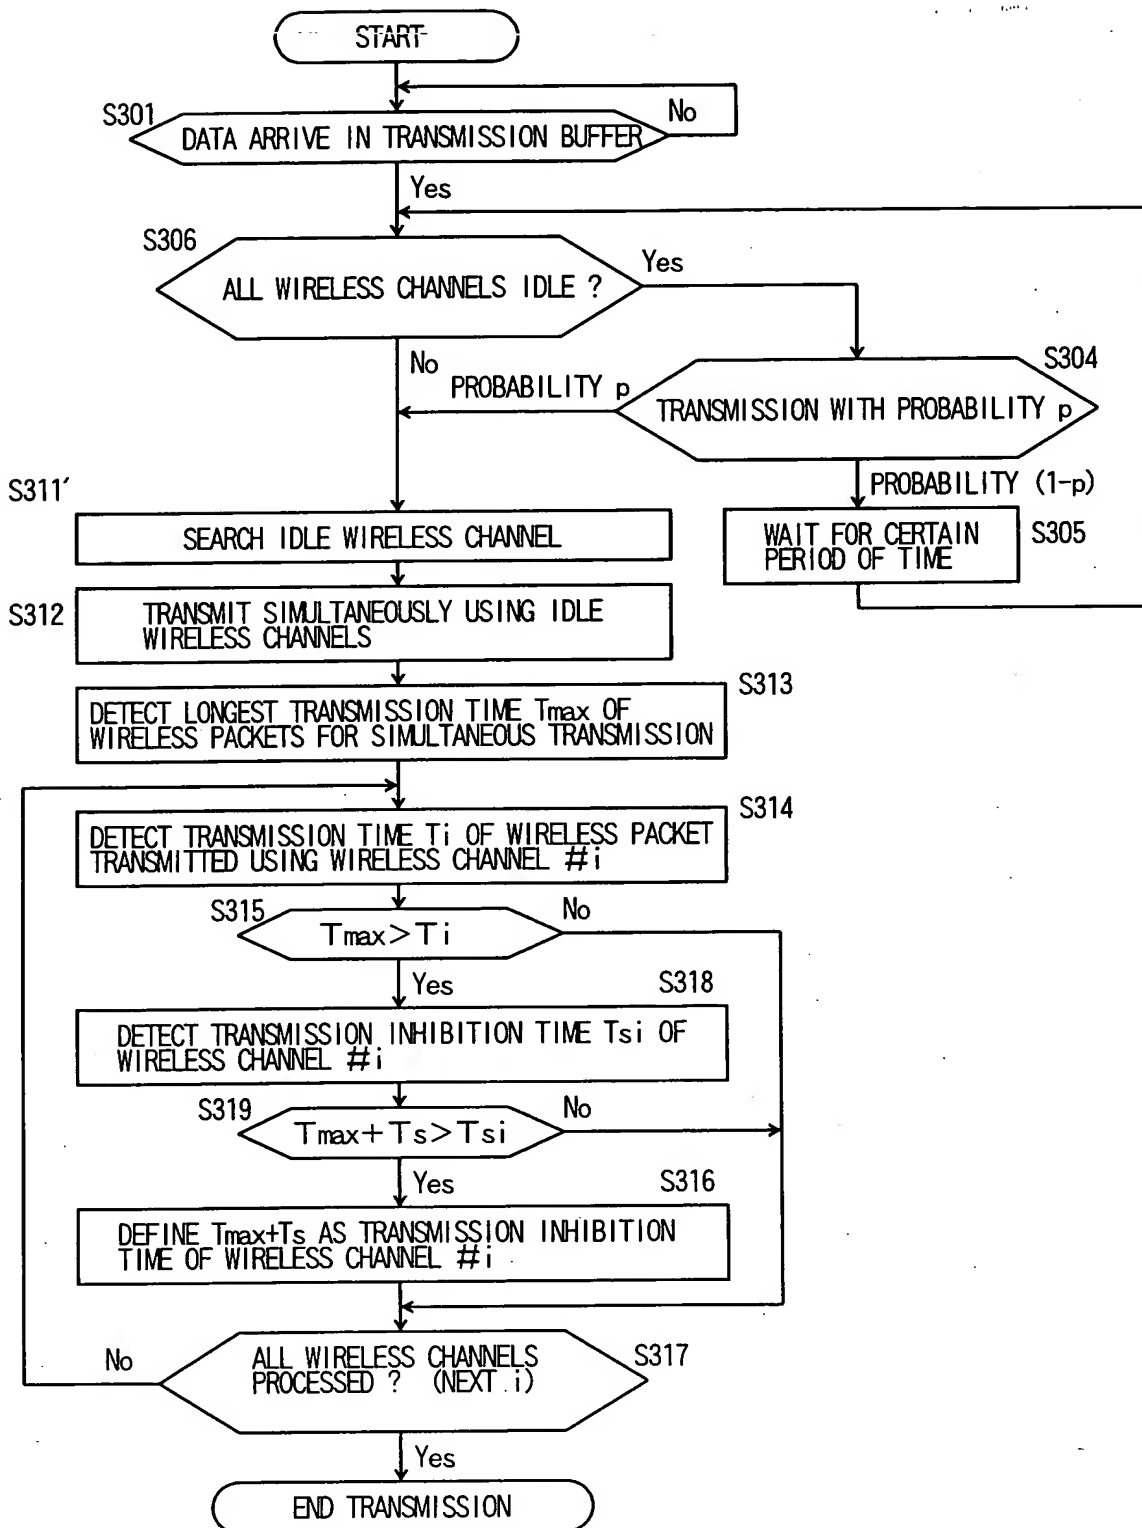 START
S301
DATA ARRIVE IN TRANSMISSION BUFFER
No
Yes
S306
ALL WIRELESS CHANNELS IDLE ?
Yes
No
PROBABILITY p
S304
TRANSMISSION WITH PROBABILITY p
PROBABILITY (1-p)
S311'
SEARCH IDLE WIRELESS CHANNEL
WAIT FOR CERTAIN
PERIOD OF TIME
S305
S312
TRANSMIT SIMULTANEOUSLY USING IDLE
WIRELESS CHANNELS
S313
DETECT LONGEST TRANSMISSION TIME Tmax OF
WIRELESS PACKETS FOR SIMULTANEOUS TRANSMISSION
S314
DETECT TRANSMISSION TIME Ti OF WIRELESS PACKET
TRANSMITTED USING WIRELESS CHANNEL #i
S315
Tmax>Ti
No
Yes
S318
DETECT TRANSMISSION INHIBITION TIME Tsi OF
WIRELESS CHANNEL #i
S319
Tmax+Ts>Tsi
No
Yes
S316
DEFINE Tmax+Ts AS TRANSMISSION INHIBITION
TIME OF WIRELESS CHANNEL #i
No
ALL WIRELESS CHANNELS
PROCESSED ? (NEXT i)
S317
Yes
END TRANSMISSION